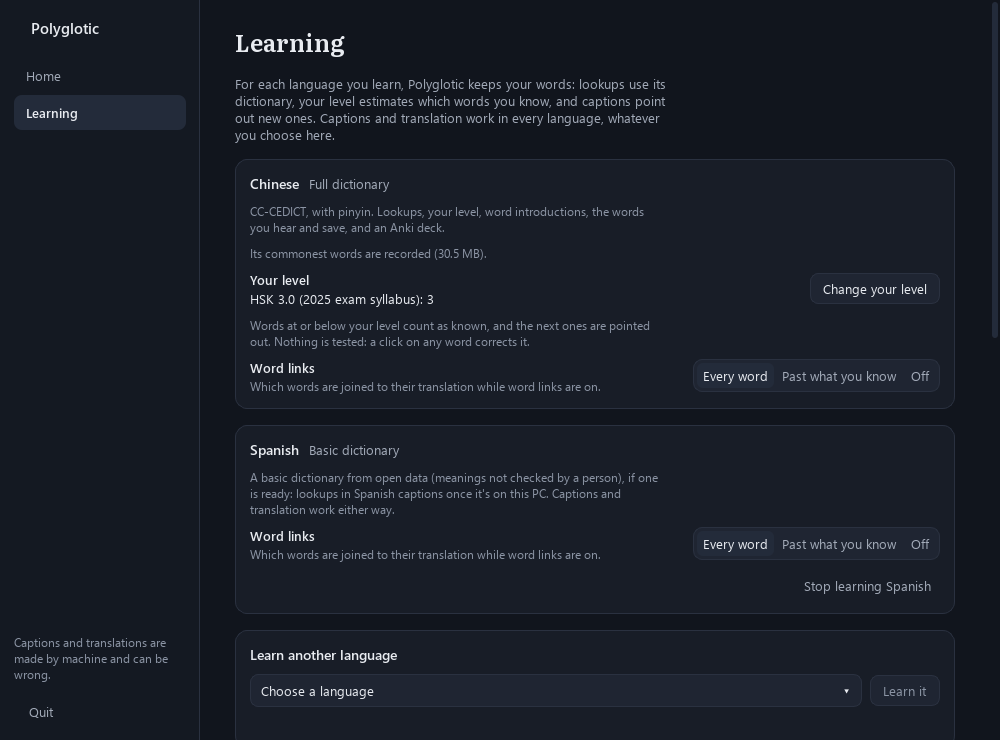 Polyglotic
Home
Learning
Captions and translations are
made by machine and can be
wrong.
Quit
Learning
For each language you learn, Polyglotic keeps your words: lookups use its
dictionary, your level estimates which words you know, and captions point
out new ones. Captions and translation work in every language, whatever
you choose here.
Chinese Full dictionary
CC-CEDICT, with pinyin. Lookups, your level, word introductions, the words
you hear and save, and an Anki deck.
Its commonest words are recorded (30.5 MB).
Your level
HSK 3.0 (2025 exam syllabus): 3
Change your level
Words at or below your level count as known, and the next ones are pointed
out. Nothing is tested: a click on any word corrects it.
Word links
Which words are joined to their translation while word links are on.
Every word Past what you know Off
Spanish Basic dictionary
A basic dictionary from open data (meanings not checked by a person), if one
is ready: lookups in Spanish captions once it's on this PC. Captions and
translation work either way.
Word links
Which words are joined to their translation while word links are on.
Every word Past what you know Off
Stop learning Spanish
Learn another language
Choose a language
Learn it